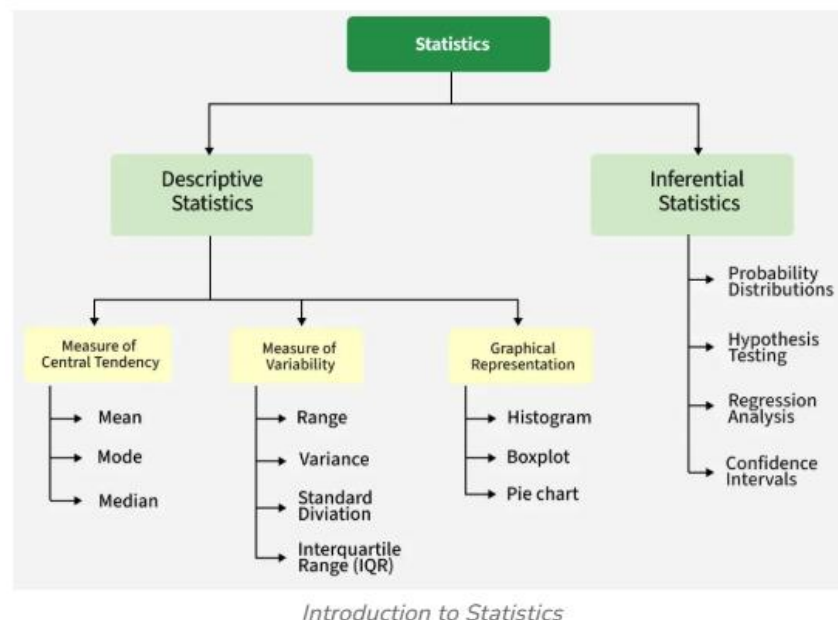 Statistics
Descriptive
Statistics
Inferential
Statistics
Measure of
Central Tendency
Mean
Mode
Median
Measure of
Variability
Range
Variance
Standard
Diviation
Interquartile
Range (IQR)
Graphical
Representation
Histogram
Boxplot
Pie chart
Probability
Distributions
Hypothesis
Testing
Regression
Analysis
Confidence
Intervals
Introduction to Statistics